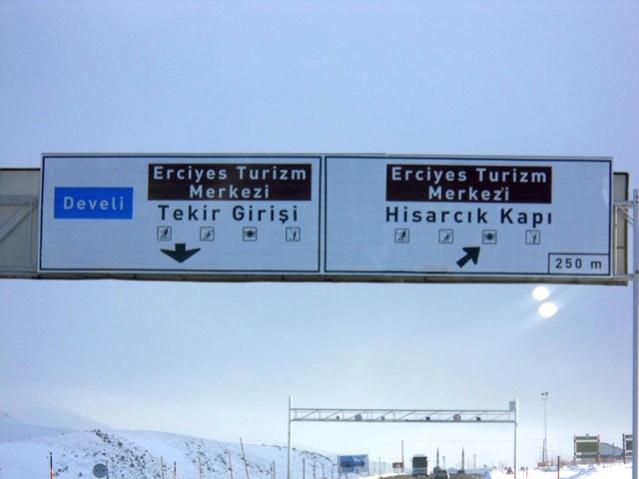 Develi
Erciyes Turizm
Merkezi
Tekir Girişi
Erciyes Turizm
Merkezi
Hisarcık Kapı
250 m